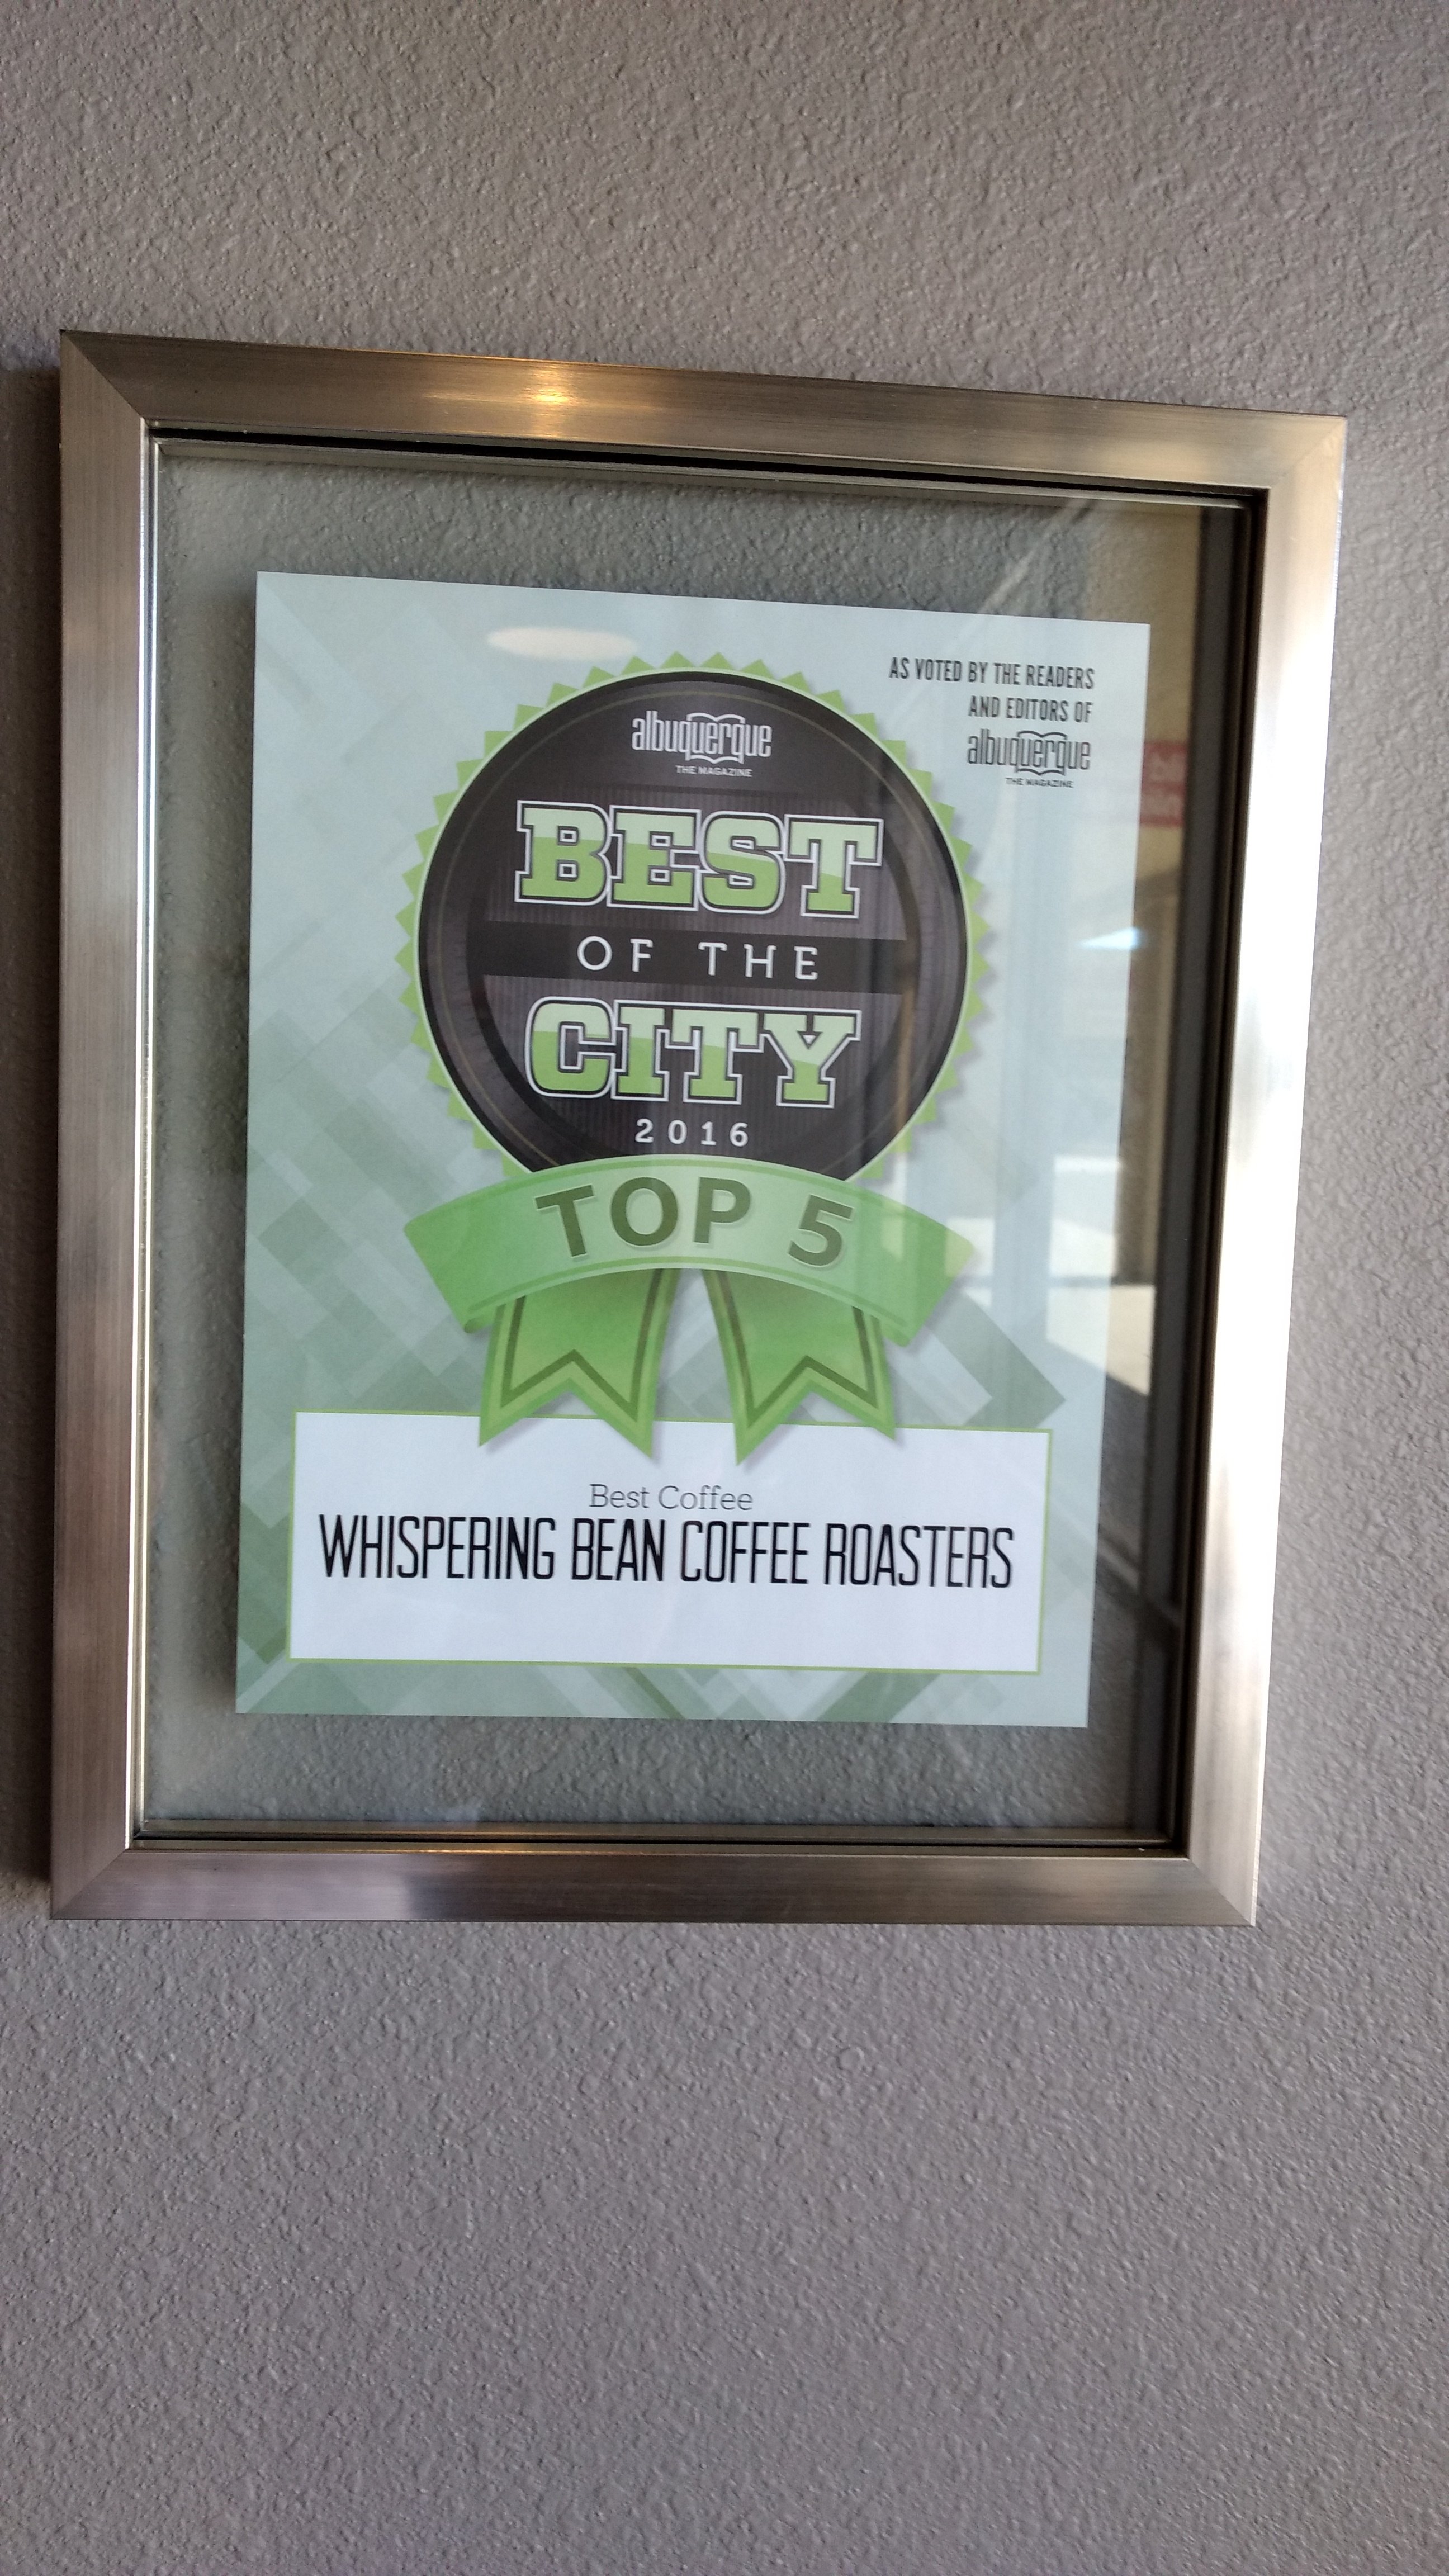 AS VOTED BY THE READERS
AND EDITORS OF
albuquerque
THE MAGAZINE
albuquerque
THE MAGAZINE
BEST
OF THE
CITY
2016
TOP 5
Best Coffee
WHISPERING BEAN COFFEE ROASTERS